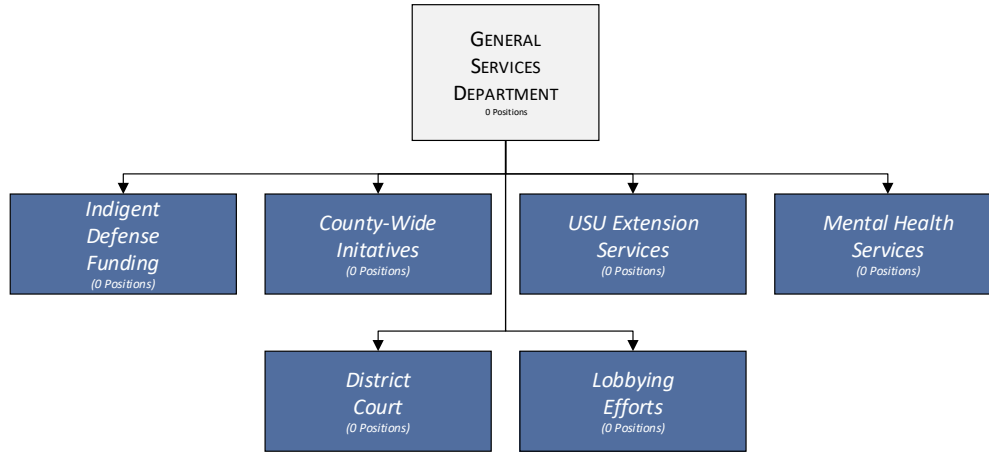 GENERAL
SERVICES
DEPARTMENT
0 Positions
Indigent
Defense
Funding
(0 Positions)
County-Wide
Initatives
(0 Positions)
USU Extension
Services
(0 Positions)
Mental Health
Services
(0 Positions)
District
Court
(0 Positions)
Lobbying
Efforts
(0 Positions)